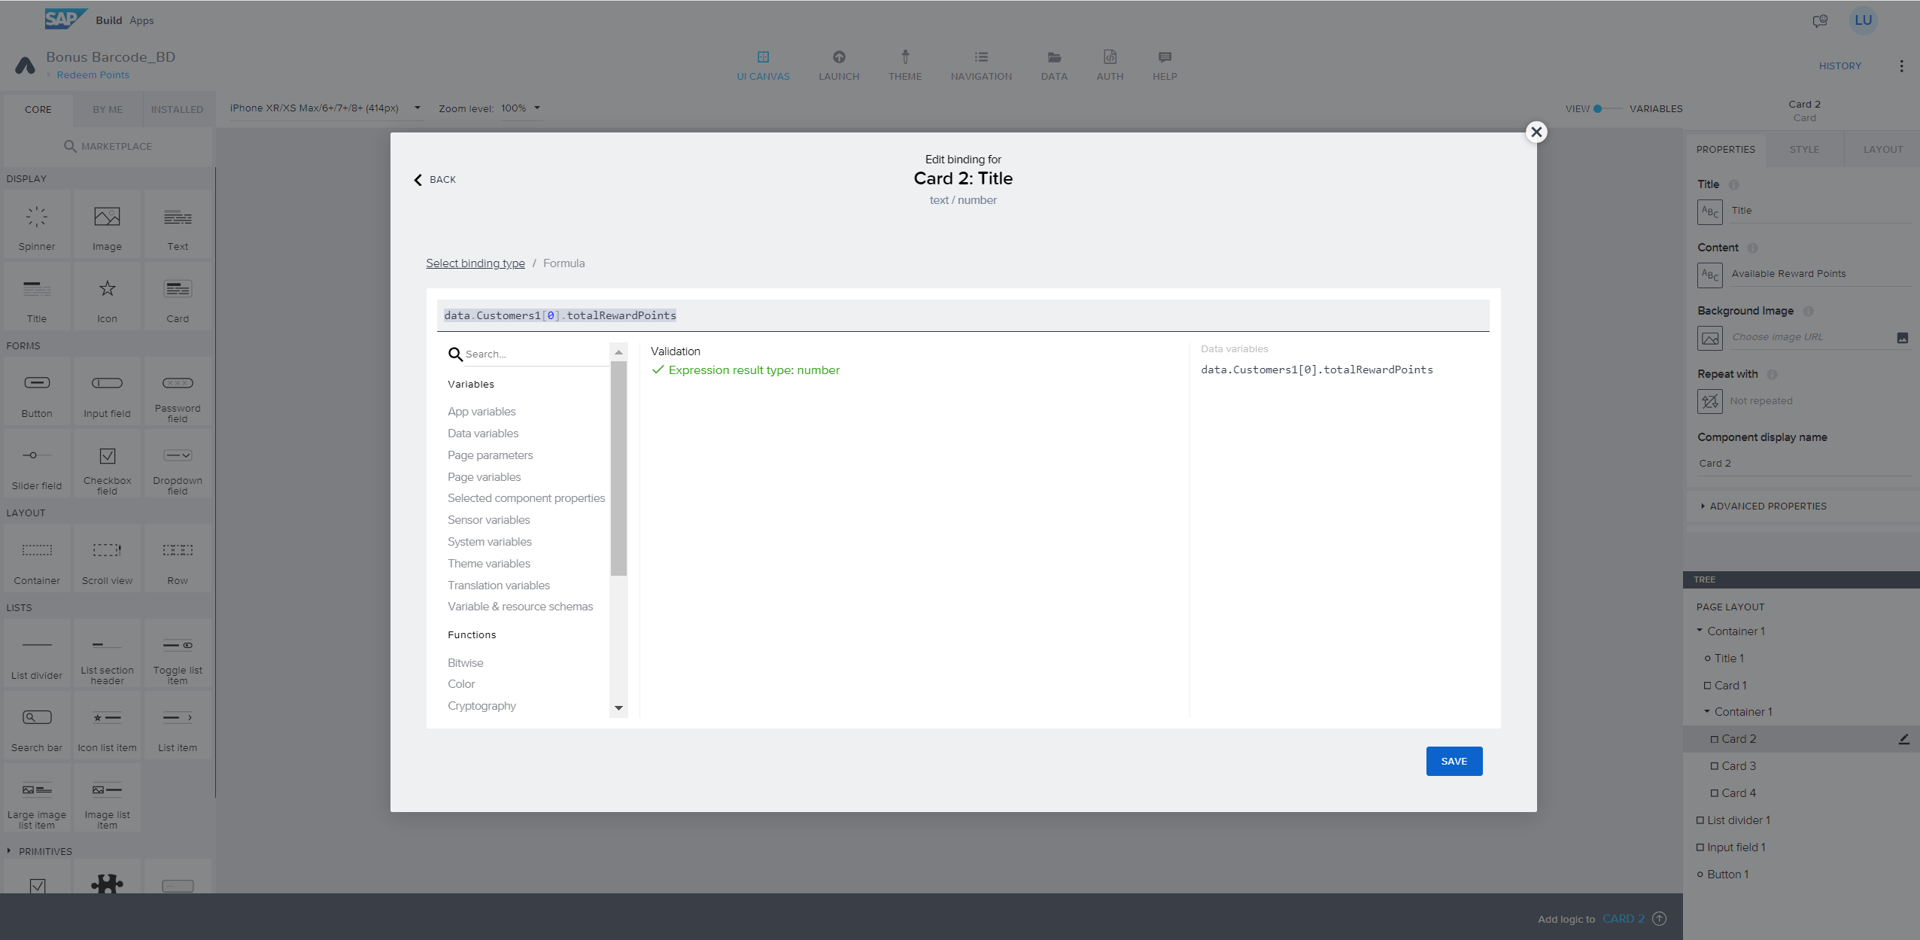 SAP Build Apps
LU
Bonus Barcode_BD
› Redeem Points
UI CANVAS
LAUNCH
THEME
NAVIGATION
DATA
AUTH
HELP
HISTORY
CORE
BY ME
INSTALLED
iPhone XR/XS Max/6+/7+/8+ (414px)
Zoom level: 100%
VIEW
VARIABLES
Card 2
Card
MARKETPLACE
DISPLAY
Spinner
Image
Text
Title
Icon
Card
FORMS
Button
Input field
Password
field
Slider field
Checkbox
field
Dropdown
field
LAYOUT
Container
Scroll view
Row
LISTS
List divider
List section
header
Toggle list
item
Search bar
Icon list item
List item
Large image
list item
Image list
item
PRIMITIVES
BACK
Edit binding for
Card 2: Title
text / number
Select binding type / Formula
data.Customers1[0].totalRewardPoints
Search...
Variables
App variables
Data variables
Page parameters
Page variables
Selected component properties
Sensor variables
System variables
Theme variables
Translation variables
Variable & resource schemas
Functions
Bitwise
Color
Cryptography
Validation
Expression result type: number
Data variables
data.Customers1[0].totalRewardPoints
SAVE
PROPERTIES
STYLE
LAYOUT
Title
ABC
Title
Content
ABC
Available Reward Points
Background Image
Choose image URL
Repeat with
Not repeated
Component display name
Card 2
ADVANCED PROPERTIES
TREE
PAGE LAYOUT
Container 1
Title 1
Card 1
Container 1
Card 2
Card 3
Card 4
List divider 1
Input field 1
Button 1
Add logic to CARD 2